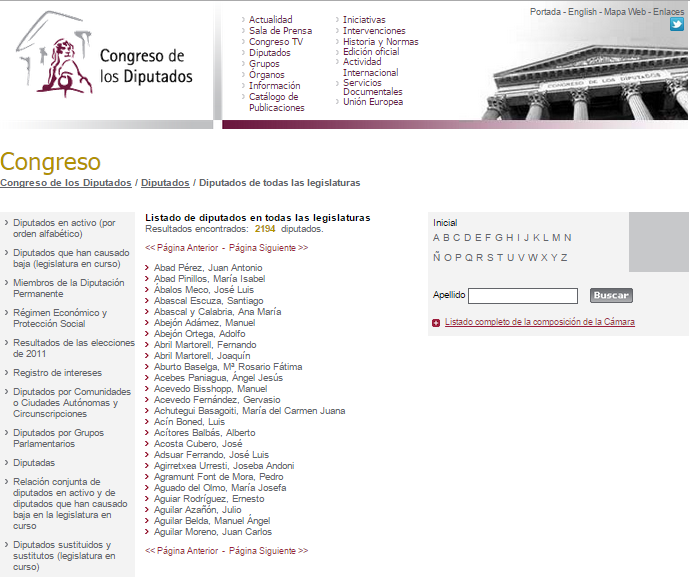 Portada - English - Mapa Web - Enlaces
Congreso de
los Diputados
Actualidad
Sala de Prensa
Congreso TV
Diputados
Grupos
Órganos
Información
Catálogo de
Publicaciones
Iniciativas
Intervenciones
Historia y Normas
Edición oficial
Actividad
Internacional
Servicios
Documentales
Unión Europea
CONGRESO DE LOS DIPUTADOS
Congreso
Congreso de los Diputados / Diputados / Diputados de todas las legislaturas
Diputados en activo (por
orden alfabético)
Diputados que han causado
baja (legislatura en curso)
Miembros de la Diputación
Permanente
Régimen Económico y
Protección Social
Resultados de las elecciones
de 2011
Registro de intereses
Diputados por Comunidades
o Ciudades Autónomas y
Circunscripciones
Diputados por Grupos
Parlamentarios
Diputadas
Relación conjunta de
diputados en activo y de
diputados que han causado
baja en la legislatura en
curso
Diputados sustituidos y
sustitutos (legislatura en
curso)
Listado de diputados en todas las legislaturas
Resultados encontrados: 2194 diputados.
<< Página Anterior - Página Siguiente >>
Abad Pérez, Juan Antonio
Abad Pinillos, María Isabel
Ábalos Meco, José Luis
Abascal Escuza, Santiago
Abascal y Calabria, Ana María
Abejón Adámez, Manuel
Abejón Ortega, Adolfo
Abril Martorell, Fernando
Abril Martorell, Joaquín
Aburto Baselga, Mª Rosario Fátima
Acebes Paniagua, Ángel Jesús
Acevedo Bisshopp, Manuel
Acevedo Fernández, Gervasio
Achutegui Basagoiti, María del Carmen Juana
Acín Boned, Luis
Acítores Balbás, Alberto
Acosta Cubero, José
Adsuar Ferrando, José Luis
Agirretxea Urresti, Joseba Andoni
Agramunt Font de Mora, Pedro
Aguado del Olmo, María Josefa
Aguiar Rodríguez, Ernesto
Aguilar Azañón, Julio
Aguilar Belda, Manuel Ángel
Aguilar Moreno, Juan Carlos
<< Página Anterior - Página Siguiente >>
Inicial
A B C D E F G H I J K L M N
Ñ O P Q R S T U V W X Y Z
Apellido Buscar
Listado completo de la composición de la Cámara